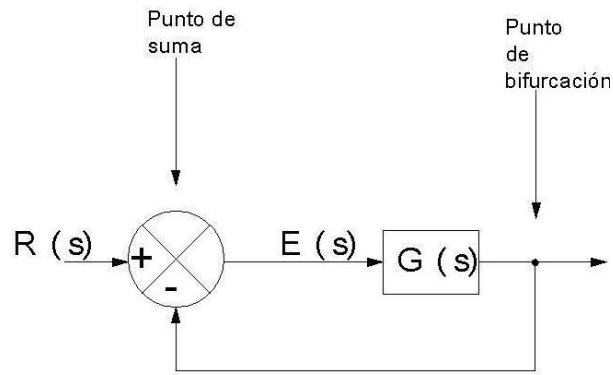 Punto de
suma
Punto
de
bifurcación
R (s)
+
-
E (s)
G (s)